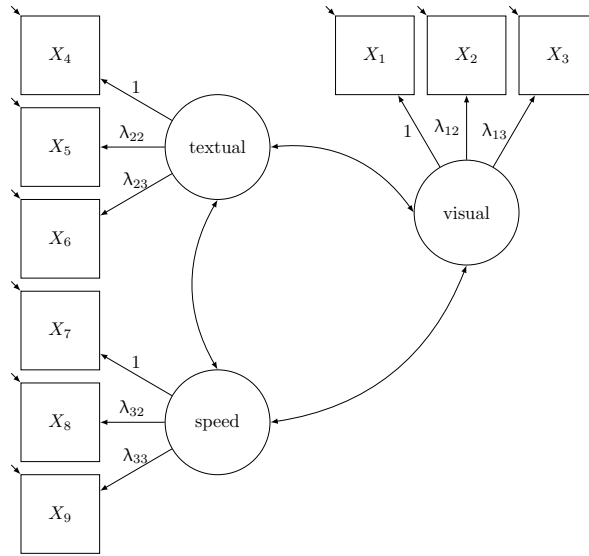 X₁ X₂ X₃
1 λ₁₂ λ₁₃
visual
X₄
1
X₅
λ₂₂
textual
λ₂₃
X₆
X₇
1
X₈
λ₃₂
speed
λ₃₃
X₉